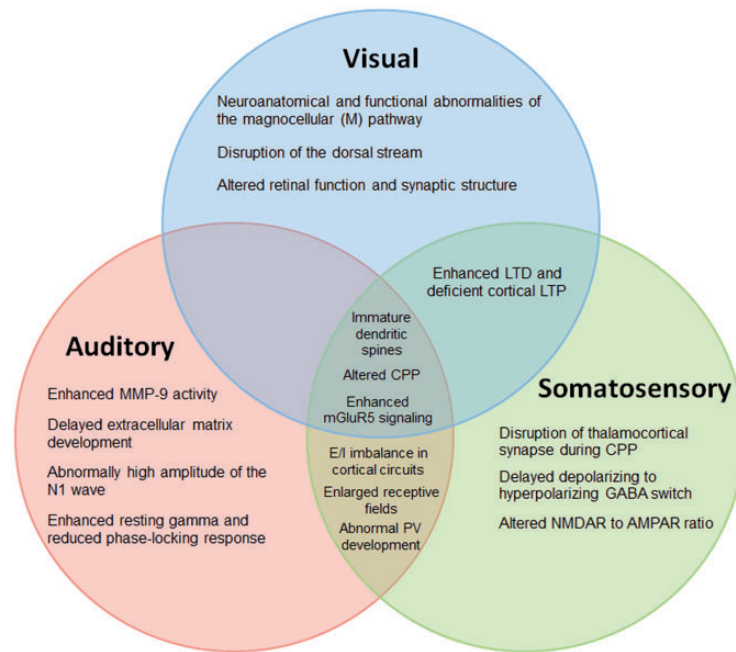 Visual
Neuroanatomical and functional abnormalities of
the magnocellular (M) pathway
Disruption of the dorsal stream
Altered retinal function and synaptic structure
Enhanced LTD and
deficient cortical LTP
Immature
dendritic
spines
Altered CPP
Enhanced
mGluR5 signaling
Auditory
Enhanced MMP-9 activity
Delayed extracellular matrix
development
Abnormally high amplitude of the
N1 wave
Enhanced resting gamma and
reduced phase-locking response
E/I imbalance in
cortical circuits
Enlarged receptive
fields
Abnormal PV
development
Somatosensory
Disruption of thalamocortical
synapse during CPP
Delayed depolarizing to
hyperpolarizing GABA switch
Altered NMDAR to AMPAR ratio